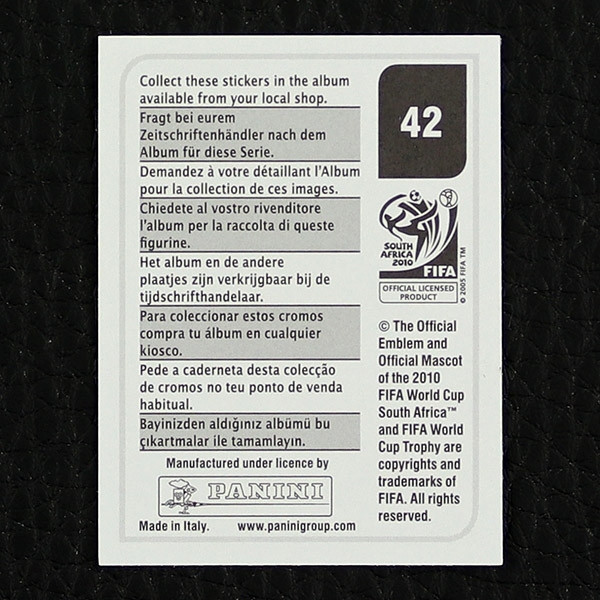 Collect these stickers in the album
available from your local shop.
Fragt bei eurem
Zeitschriftenhändler nach dem
Album für diese Serie.
Demandez à votre détaillant l'Album
pour la collection de ces images.
Chiedete al vostro rivenditore
l'album per la raccolta di queste
figurine.
Het album en de andere
plaatjes zijn verkrijgbaar bij de
tijdschrifthandelaar.
Para coleccionar estos cromos
compra tu álbum en cualquier
kiosco.
Pede a caderneta desta colecção
de cromos no teu ponto de venda
habitual.
Bayinizden aldığınız albümü bu
çıkartmalar ile tamamlayın.
Manufactured under licence by
PANINI
Made in Italy. www.paninigroup.com
42
SOUTH
AFRICA
2010
FIFA
OFFICIAL LICENSED
PRODUCT
© 2005 FIFA TM
© The Official
Emblem and
Official Mascot
of the 2010
FIFA World Cup
South Africa™
and FIFA World
Cup Trophy are
copyrights and
trademarks of
FIFA. All rights
reserved.